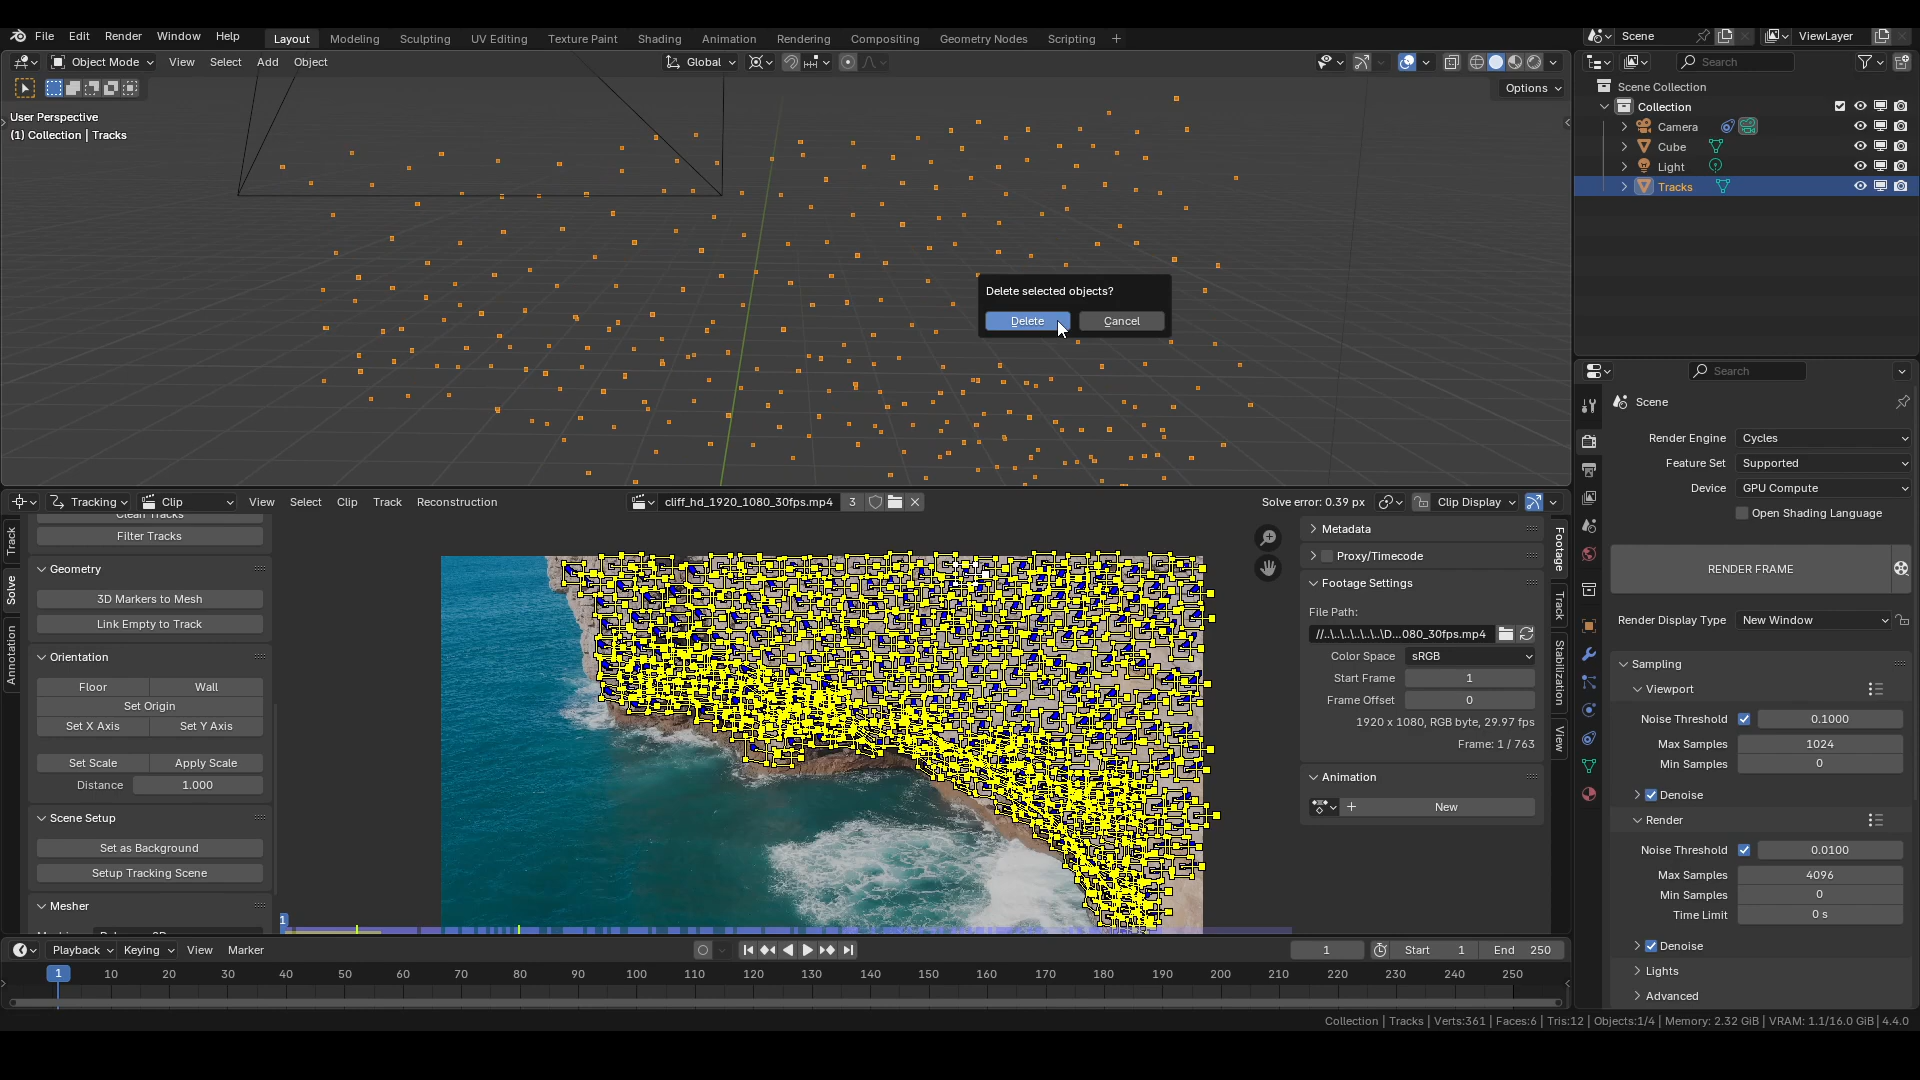 File Edit Render Window Help Layout Modeling Sculpting UV Editing Texture Paint Shading Animation Rendering Compositing Geometry Nodes Scripting + Scene ViewLayer
Object Mode View Select Add Object Global Search
Options
User Perspective
(1) Collection | Tracks
Scene Collection
Collection
Camera
Cube
Light
Tracks
Delete selected objects?
Delete Cancel
Search
Scene
Render Engine Cycles
Feature Set Supported
Device GPU Compute
Open Shading Language
RENDER FRAME
Render Display Type New Window
Sampling
Viewport
Noise Threshold 0.1000
Max Samples 1024
Min Samples 0
Denoise
Render
Noise Threshold 0.0100
Max Samples 4096
Min Samples 0
Time Limit 0 s
Denoise
Lights
Advanced
Tracking Clip View Select Clip Track Reconstruction cliff_hd_1920_1080_30fps.mp4 3 Solve error: 0.39 px Clip Display
Track
Solve
Annotation
Clean Tracks
Filter Tracks
Geometry
3D Markers to Mesh
Link Empty to Track
Orientation
Floor Wall
Set Origin
Set X Axis Set Y Axis
Set Scale Apply Scale
Distance 1.000
Scene Setup
Set as Background
Setup Tracking Scene
Mesher
1
Metadata
Proxy/Timecode
Footage Settings
File Path:
//..\..\..\..\..\..\D...080_30fps.mp4
Color Space sRGB
Start Frame 1
Frame Offset 0
1920 x 1080, RGB byte, 29.97 fps
Frame: 1 / 763
Animation
+ New
Footage
Track
Stabilization
View
Playback Keying View Marker 1 Start 1 End 250
1 10 20 30 40 50 60 70 80 90 100 110 120 130 140 150 160 170 180 190 200 210 220 230 240 250
Collection | Tracks | Verts:361 | Faces:6 | Tris:12 | Objects:1/4 | Memory: 2.32 GiB | VRAM: 1.1/16.0 GiB | 4.4.0